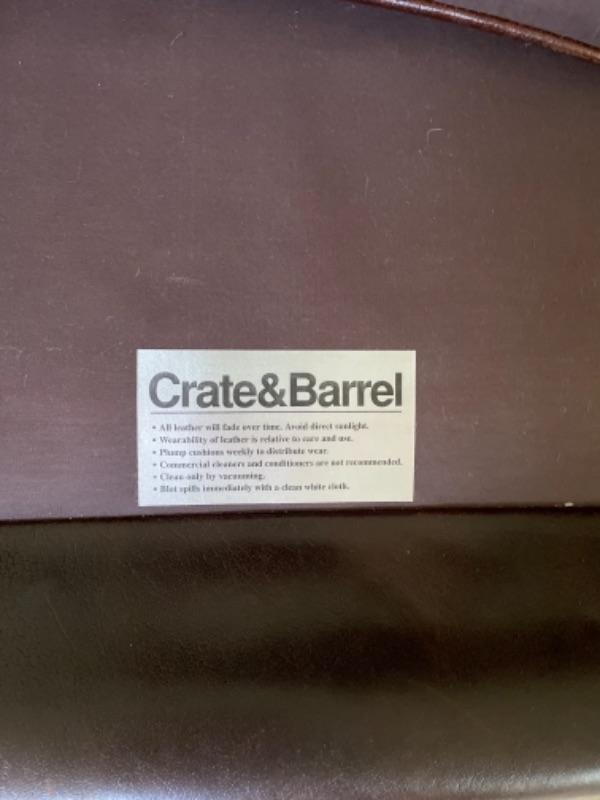 Crate&Barrel
• All leather will fade over time. Avoid direct sunlight.
• Wearability of leather is relative to care and use.
• Plump cushions weekly to distribute wear.
• Commercial cleaners and conditioners are not recommended.
• Clean only by vacuuming.
• Blot spills immediately with a clean white cloth.